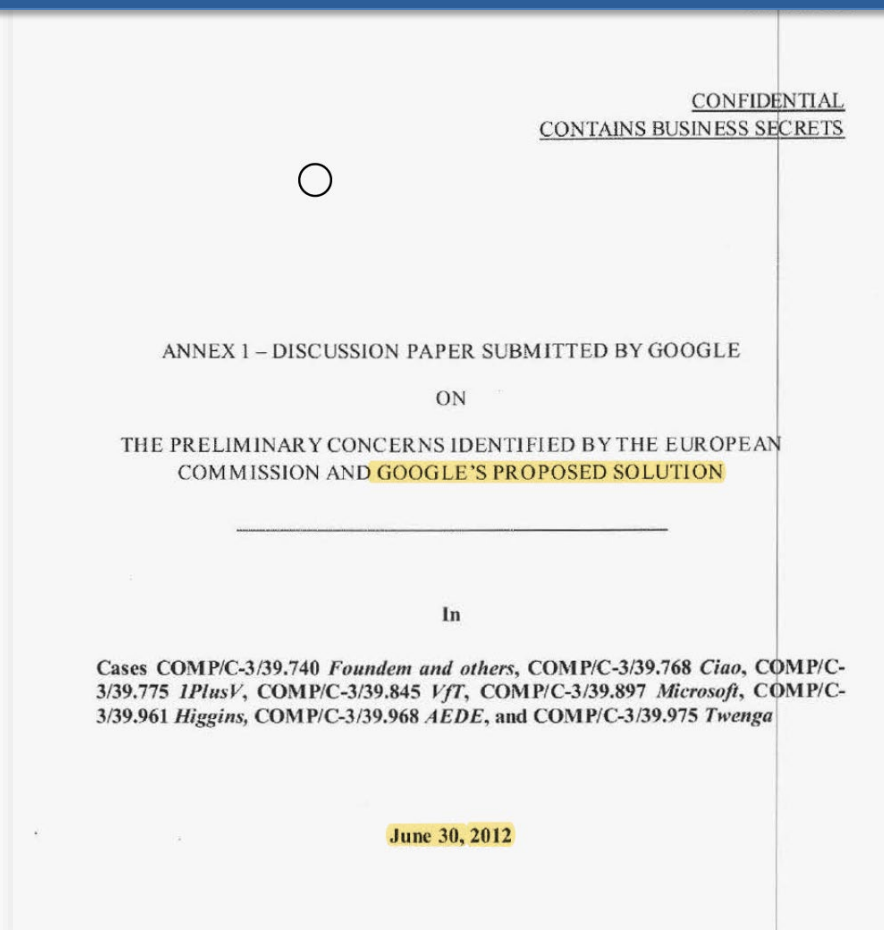 CONFIDENTIAL
CONTAINS BUSINESS SECRETS
ANNEX 1 – DISCUSSION PAPER SUBMITTED BY GOOGLE
ON
THE PRELIMINARY CONCERNS IDENTIFIED BY THE EUROPEAN
COMMISSION AND GOOGLE'S PROPOSED SOLUTION
In
Cases COMP/C-3/39.740 Foundem and others, COMP/C-3/39.768 Ciao, COMP/C-
3/39.775 1PlusV, COMP/C-3/39.845 VfT, COMP/C-3/39.897 Microsoft, COMP/C-
3/39.961 Higgins, COMP/C-3/39.968 AEDE, and COMP/C-3/39.975 Twenga
June 30, 2012